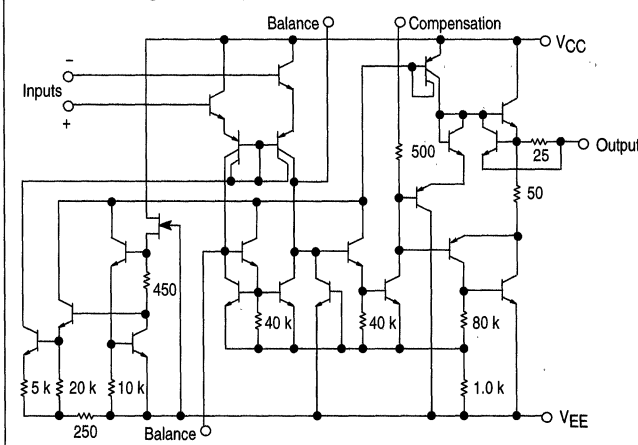 Balance
Compensation
VCC
−
Inputs
+
500
25
Output
50
450
40 k
40 k
80 k
5 k
20 k
10 k
1.0 k
250
Balance
VEE